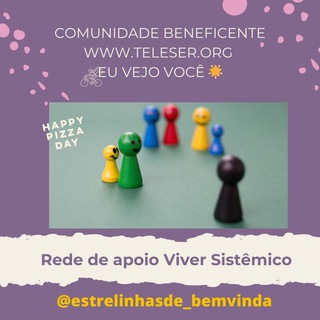 COMUNIDADE BENEFICENTE
WWW.TELESER.ORG
EU VEJO VOCÊ
HAPPY
PIZZA
DAY
Rede de apoio Viver Sistêmico
@estrelinhasde_bemvinda